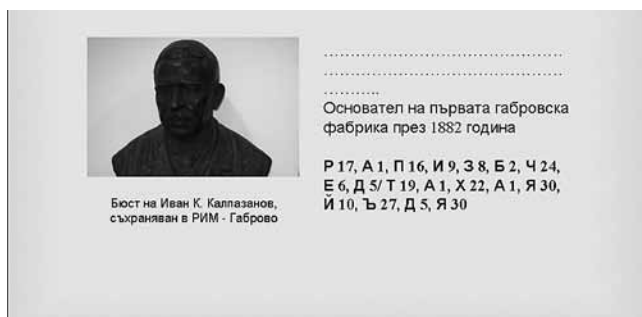 ................................................
................................................
...........
Основател на първата габровска
фабрика през 1882 година
Р 17, А 1, П 16, И 9, З 8, Б 2, Ч 24,
Е 6, Д 5/ Т 19, А 1, Х 22, А 1, Я 30,
Й 10, Ъ 27, Д 5, Я 30
Бюст на Иван К. Калпазанов,
съхраняван в РИМ - Габрово